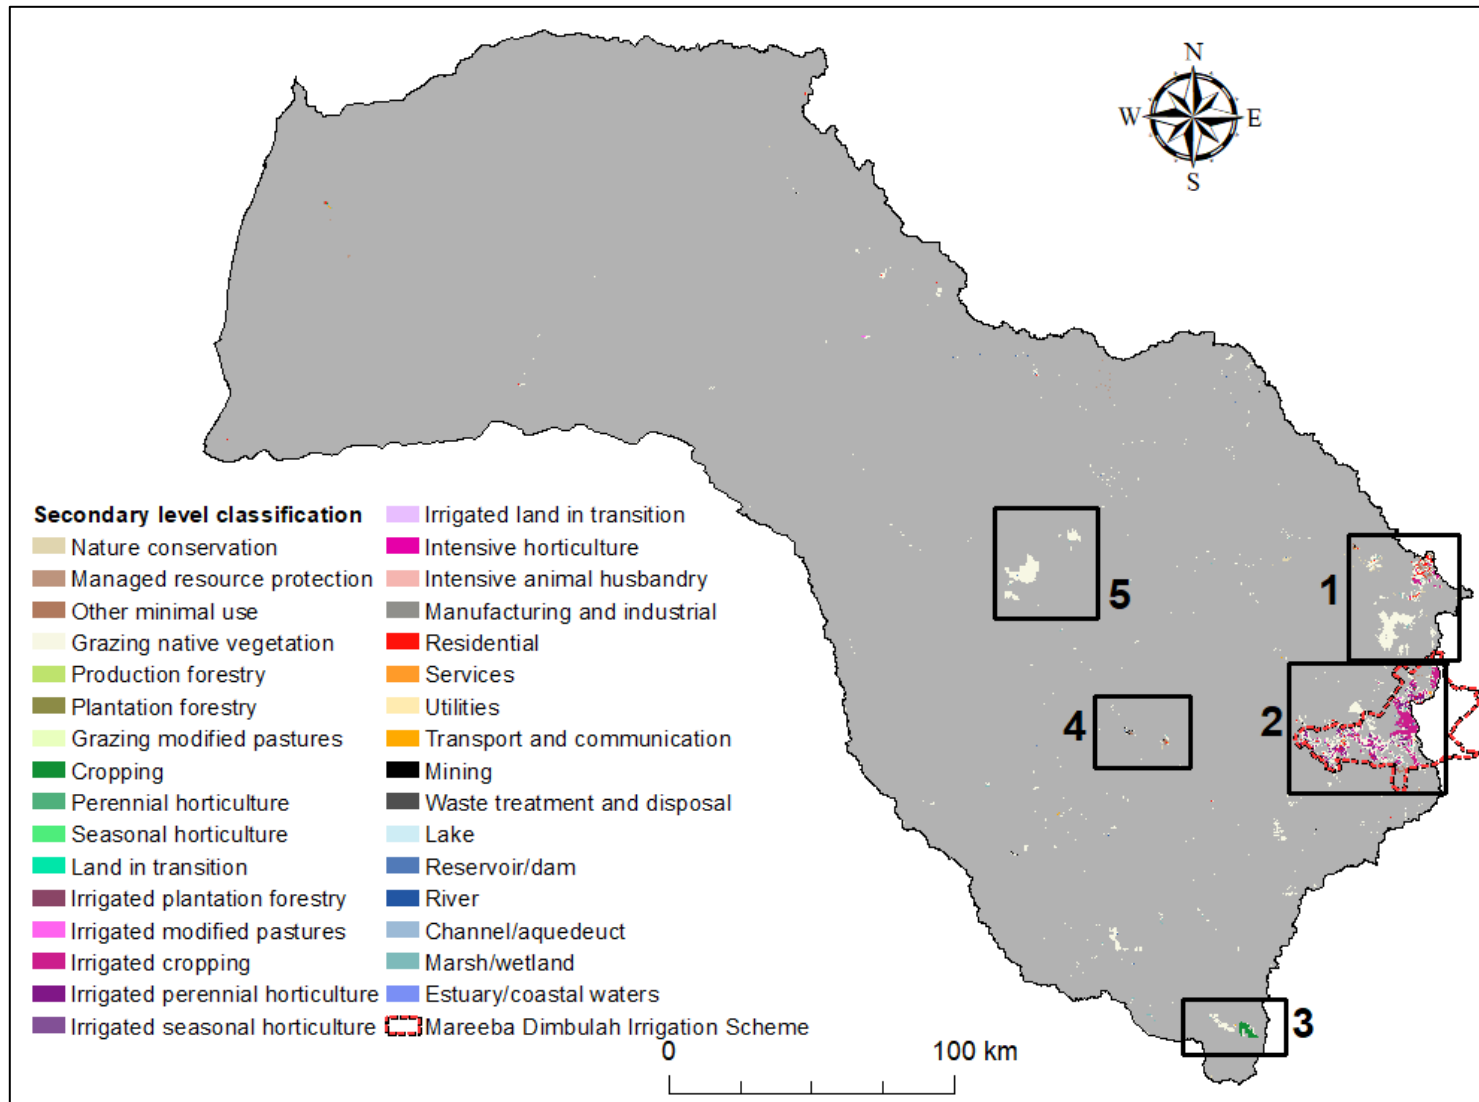 N
W E
S
1
5
2
4
3
Secondary level classification
Nature conservation
Managed resource protection
Other minimal use
Grazing native vegetation
Production forestry
Plantation forestry
Grazing modified pastures
Cropping
Perennial horticulture
Seasonal horticulture
Land in transition
Irrigated plantation forestry
Irrigated modified pastures
Irrigated cropping
Irrigated perennial horticulture
Irrigated seasonal horticulture
Irrigated land in transition
Intensive horticulture
Intensive animal husbandry
Manufacturing and industrial
Residential
Services
Utilities
Transport and communication
Mining
Waste treatment and disposal
Lake
Reservoir/dam
River
Channel/aquedeuct
Marsh/wetland
Estuary/coastal waters
Mareeba Dimbulah Irrigation Scheme
0 100 km